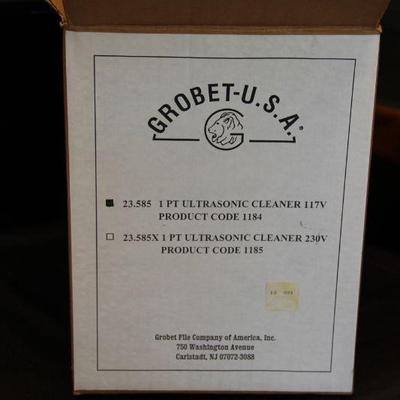 GROBET-U.S.A.®
■ 23.585 1 PT ULTRASONIC CLEANER 117V
PRODUCT CODE 1184
□ 23.585X 1 PT ULTRASONIC CLEANER 230V
PRODUCT CODE 1185
Grobet File Company of America, Inc.
750 Washington Avenue
Carlstadt, NJ 07072-3088